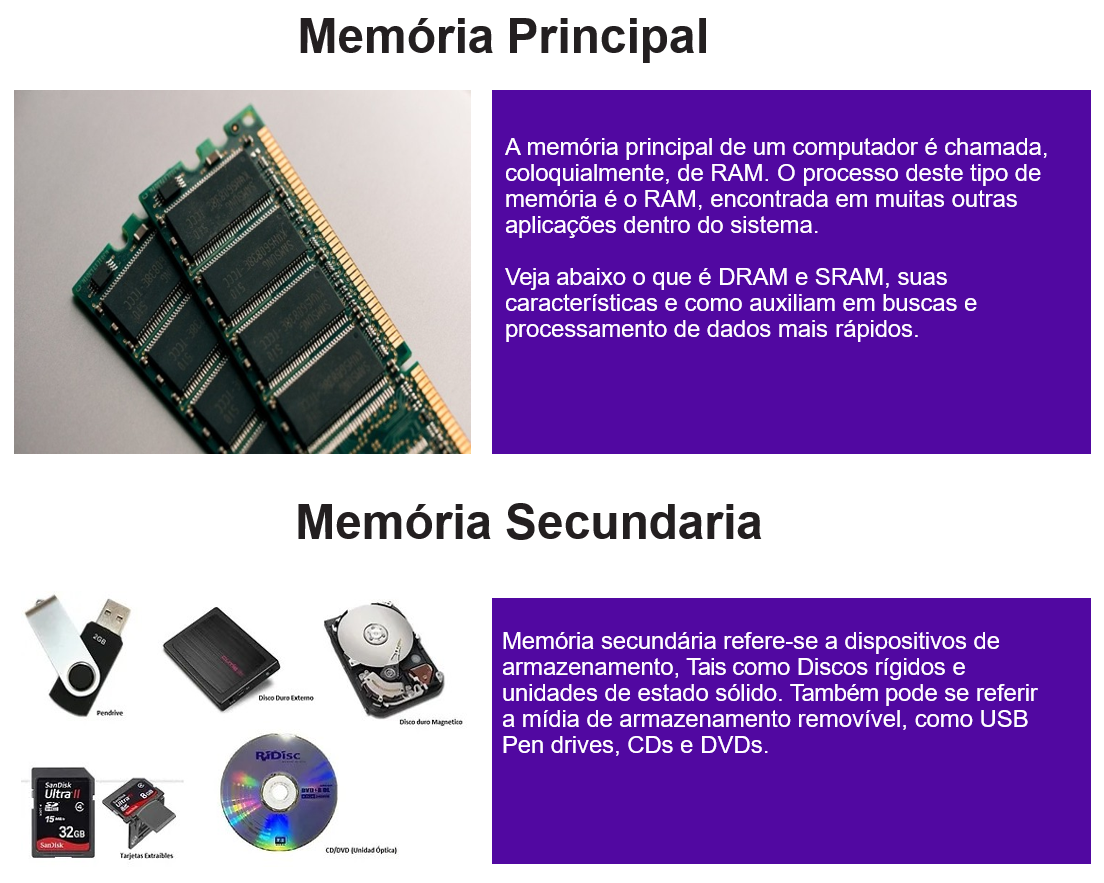 Memória Principal
A memória principal de um computador é chamada,
coloquialmente, de RAM. O processo deste tipo de
memória é o RAM, encontrada em muitas outras
aplicações dentro do sistema.
Veja abaixo o que é DRAM e SRAM, suas
características e como auxiliam em buscas e
processamento de dados mais rápidos.
Memória Secundaria
2GB
Pendrive
Disco Duro Externo
Disco duro Magnetico
SanDisk
Ultra II
15 MB/s
32GB
SanDisk
Ultra
8GB
Tarjetas Extraíbles
RiDisc
CD/DVD (Unidad Óptica)
Memória secundária refere-se a dispositivos de
armazenamento, Tais como Discos rígidos e
unidades de estado sólido. Também pode se referir
a mídia de armazenamento removível, como USB
Pen drives, CDs e DVDs.